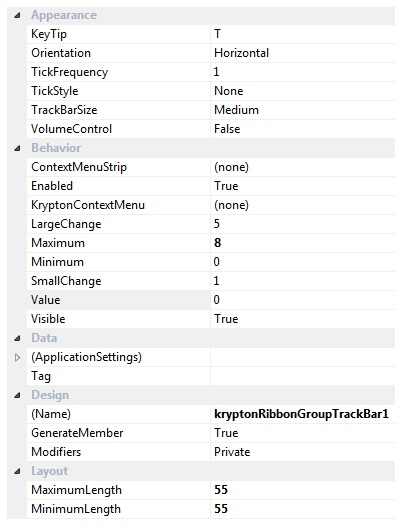 Appearance
KeyTip T
Orientation Horizontal
TickFrequency 1
TickStyle None
TrackBarSize Medium
VolumeControl False
Behavior
ContextMenuStrip (none)
Enabled True
KryptonContextMenu (none)
LargeChange 5
Maximum 8
Minimum 0
SmallChange 1
Value 0
Visible True
Data
(ApplicationSettings)
Tag
Design
(Name) kryptonRibbonGroupTrackBar1
GenerateMember True
Modifiers Private
Layout
MaximumLength 55
MinimumLength 55